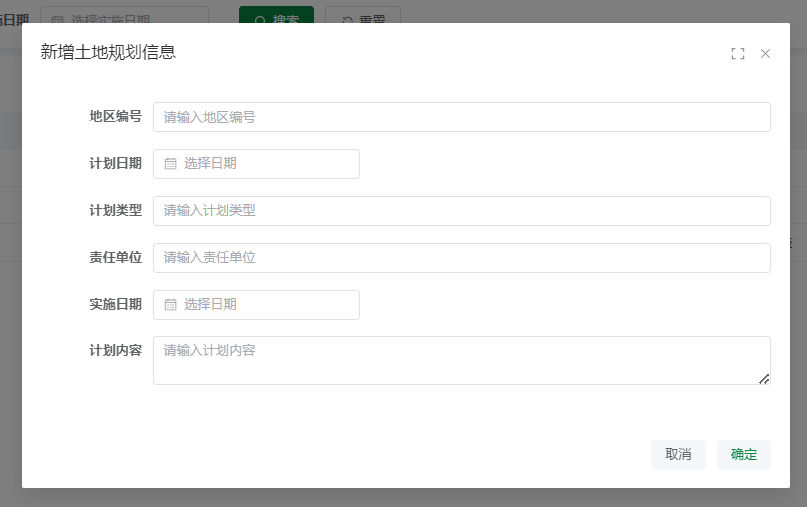 施日期 选择实施日期 搜索 重置
新增土地规划信息
地区编号 请输入地区编号
计划日期 选择日期
计划类型 请输入计划类型
责任单位 请输入责任单位
实施日期 选择日期
计划内容 请输入计划内容
取消 确定